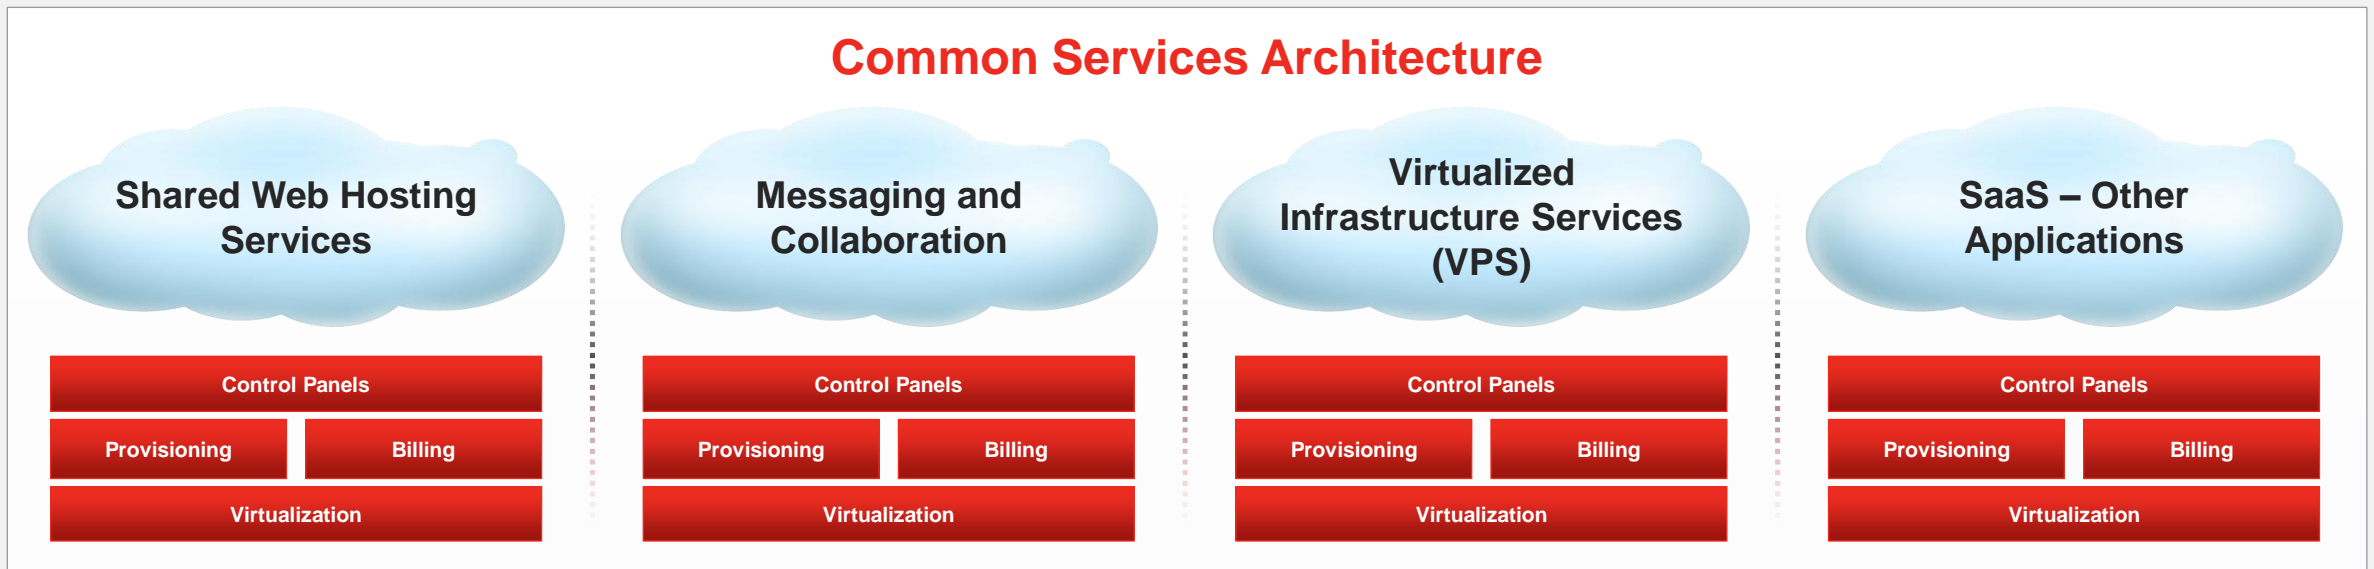 Common Services Architecture
Shared Web Hosting
Services
Control Panels
Provisioning
Billing
Virtualization
Messaging and
Collaboration
Control Panels
Provisioning
Billing
Virtualization
Virtualized
Infrastructure Services
(VPS)
Control Panels
Provisioning
Billing
Virtualization
SaaS – Other
Applications
Control Panels
Provisioning
Billing
Virtualization